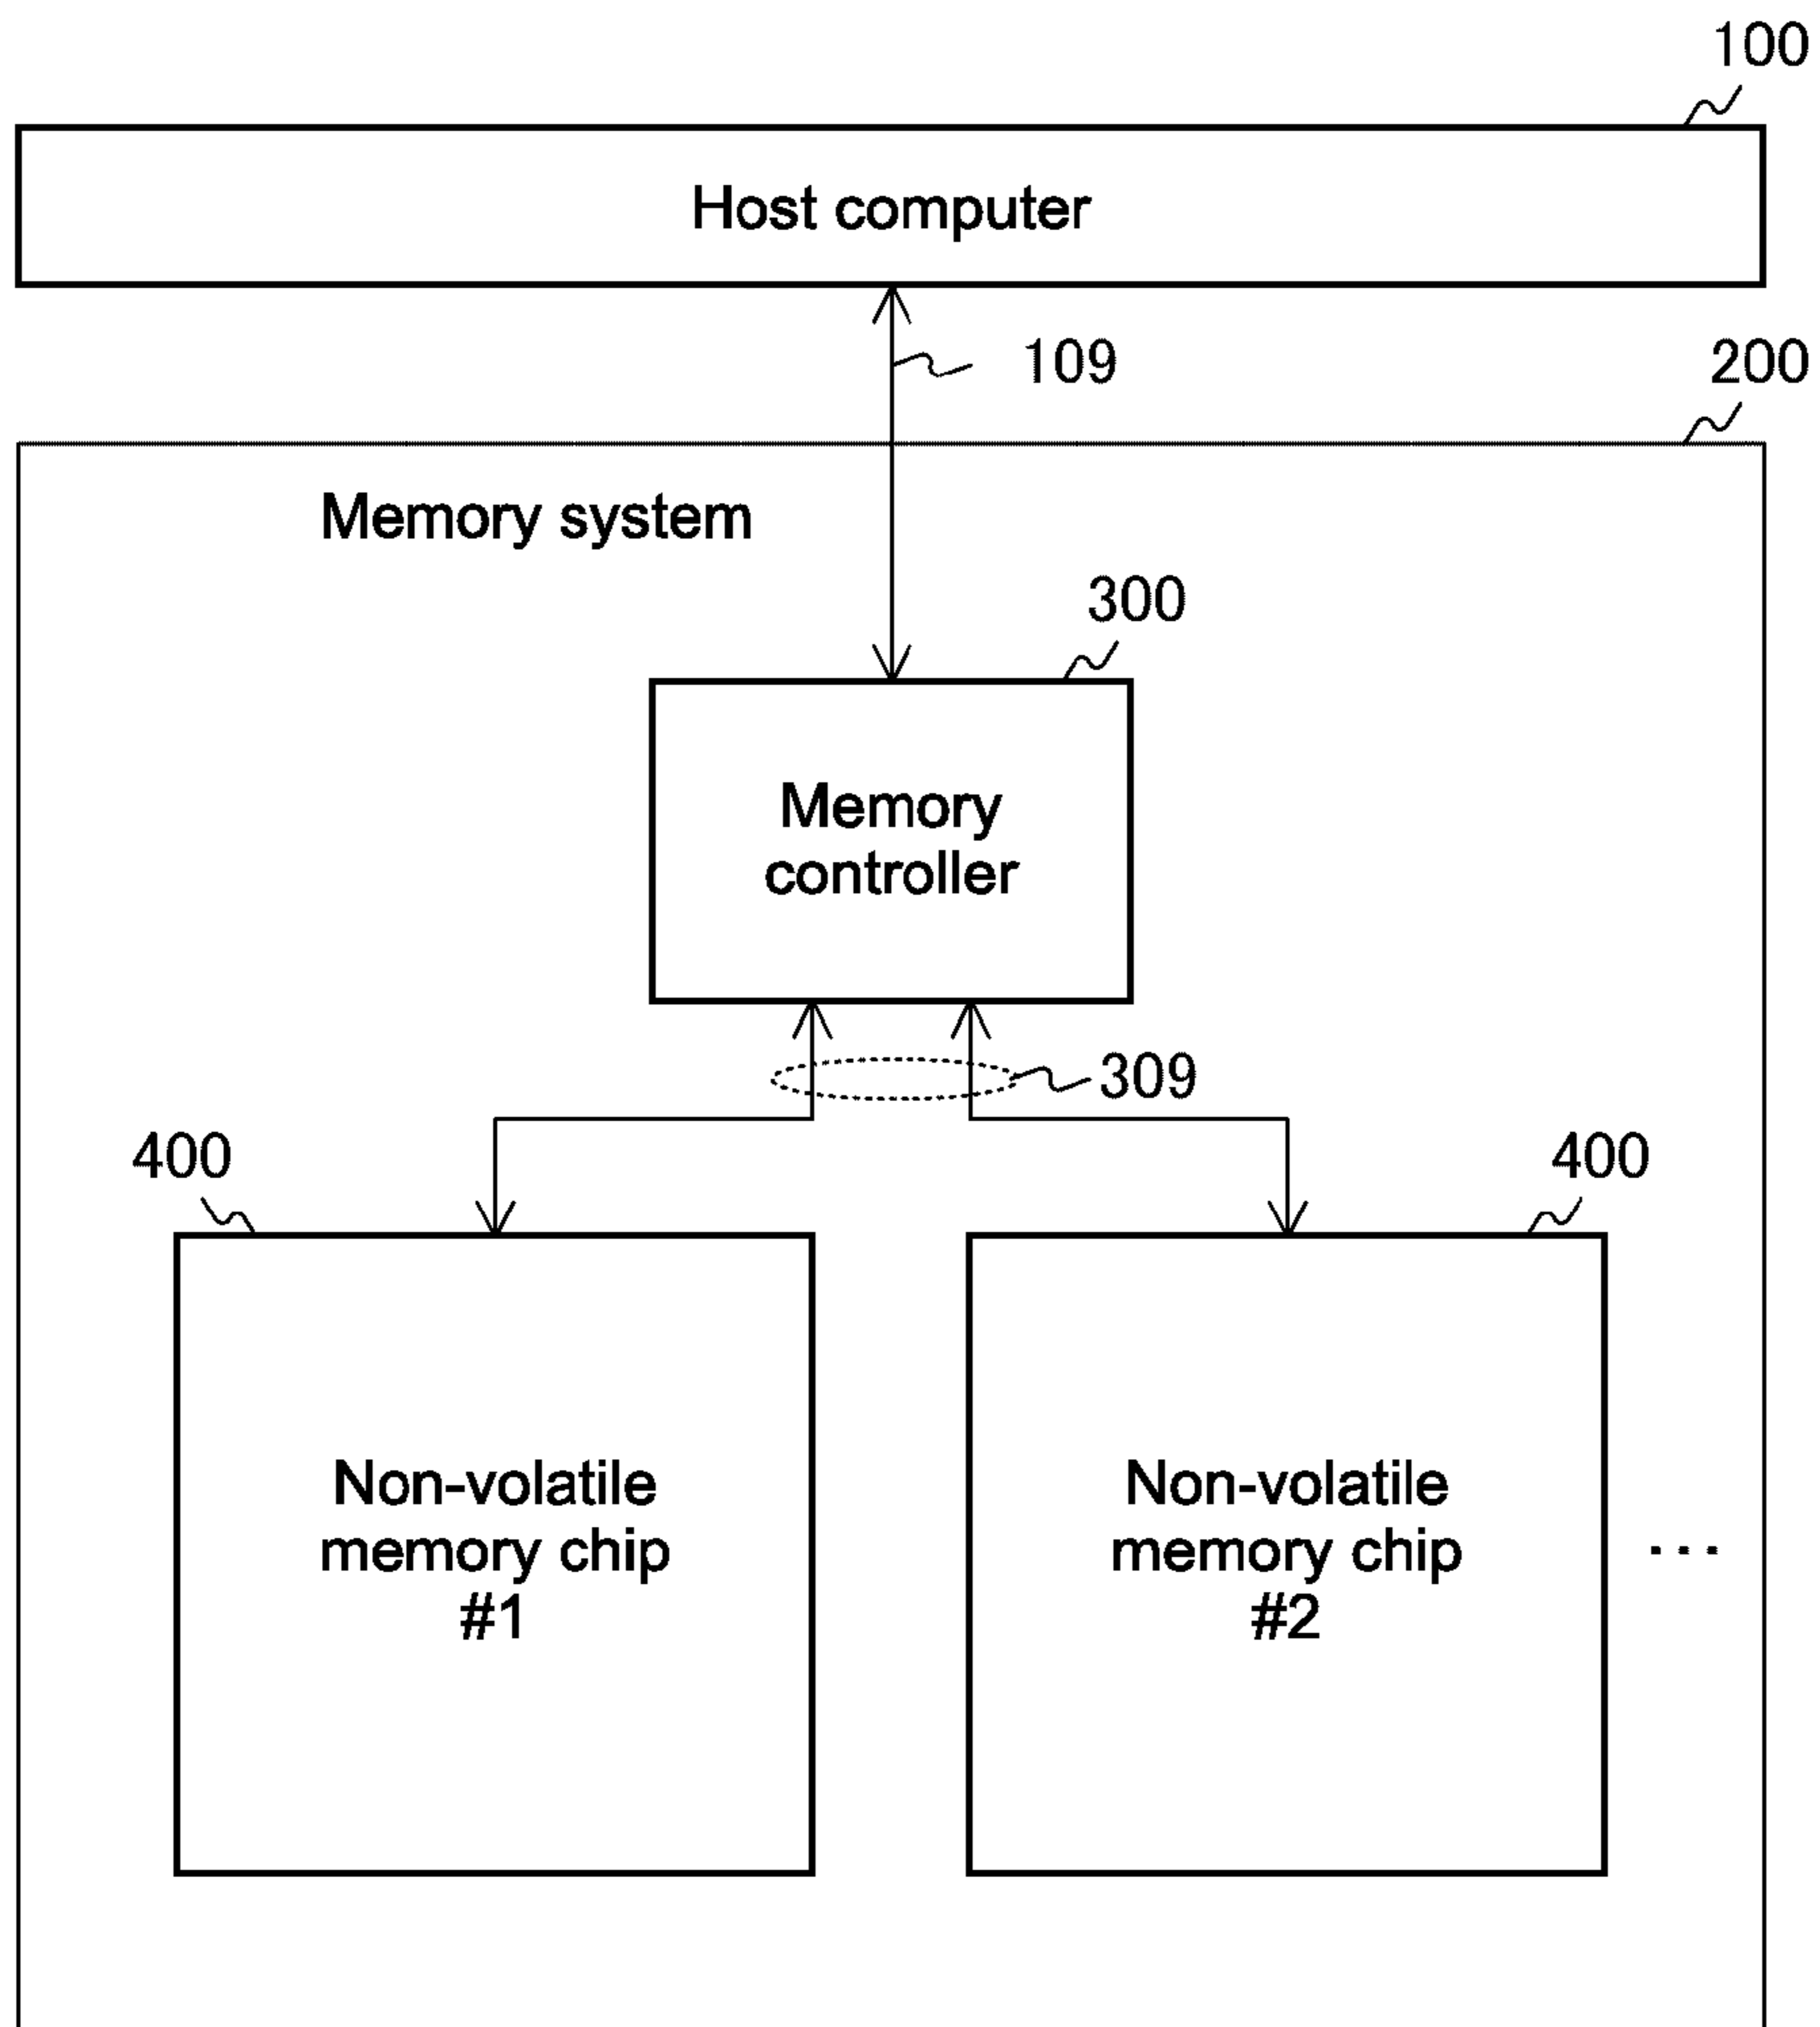 100
Host computer
109
200
Memory system
300
Memory
controller
309
400
400
Non-volatile
memory chip
#1
Non-volatile
memory chip
#2
...